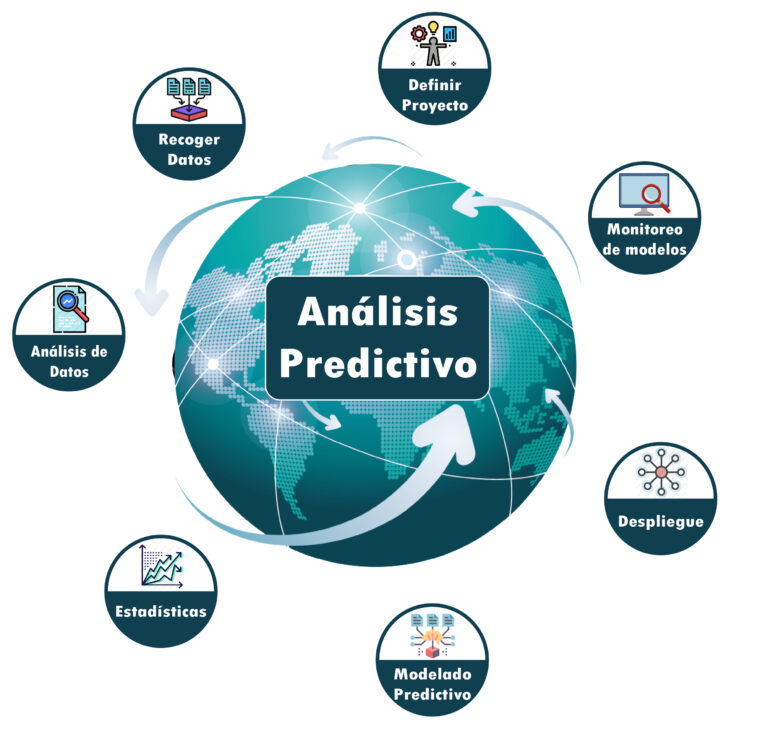 Definir
Proyecto
Recoger
Datos
Monitoreo
de modelos
Análisis
Predictivo
Análisis de
Datos
Despliegue
Estadísticas
Modelado
Predictivo